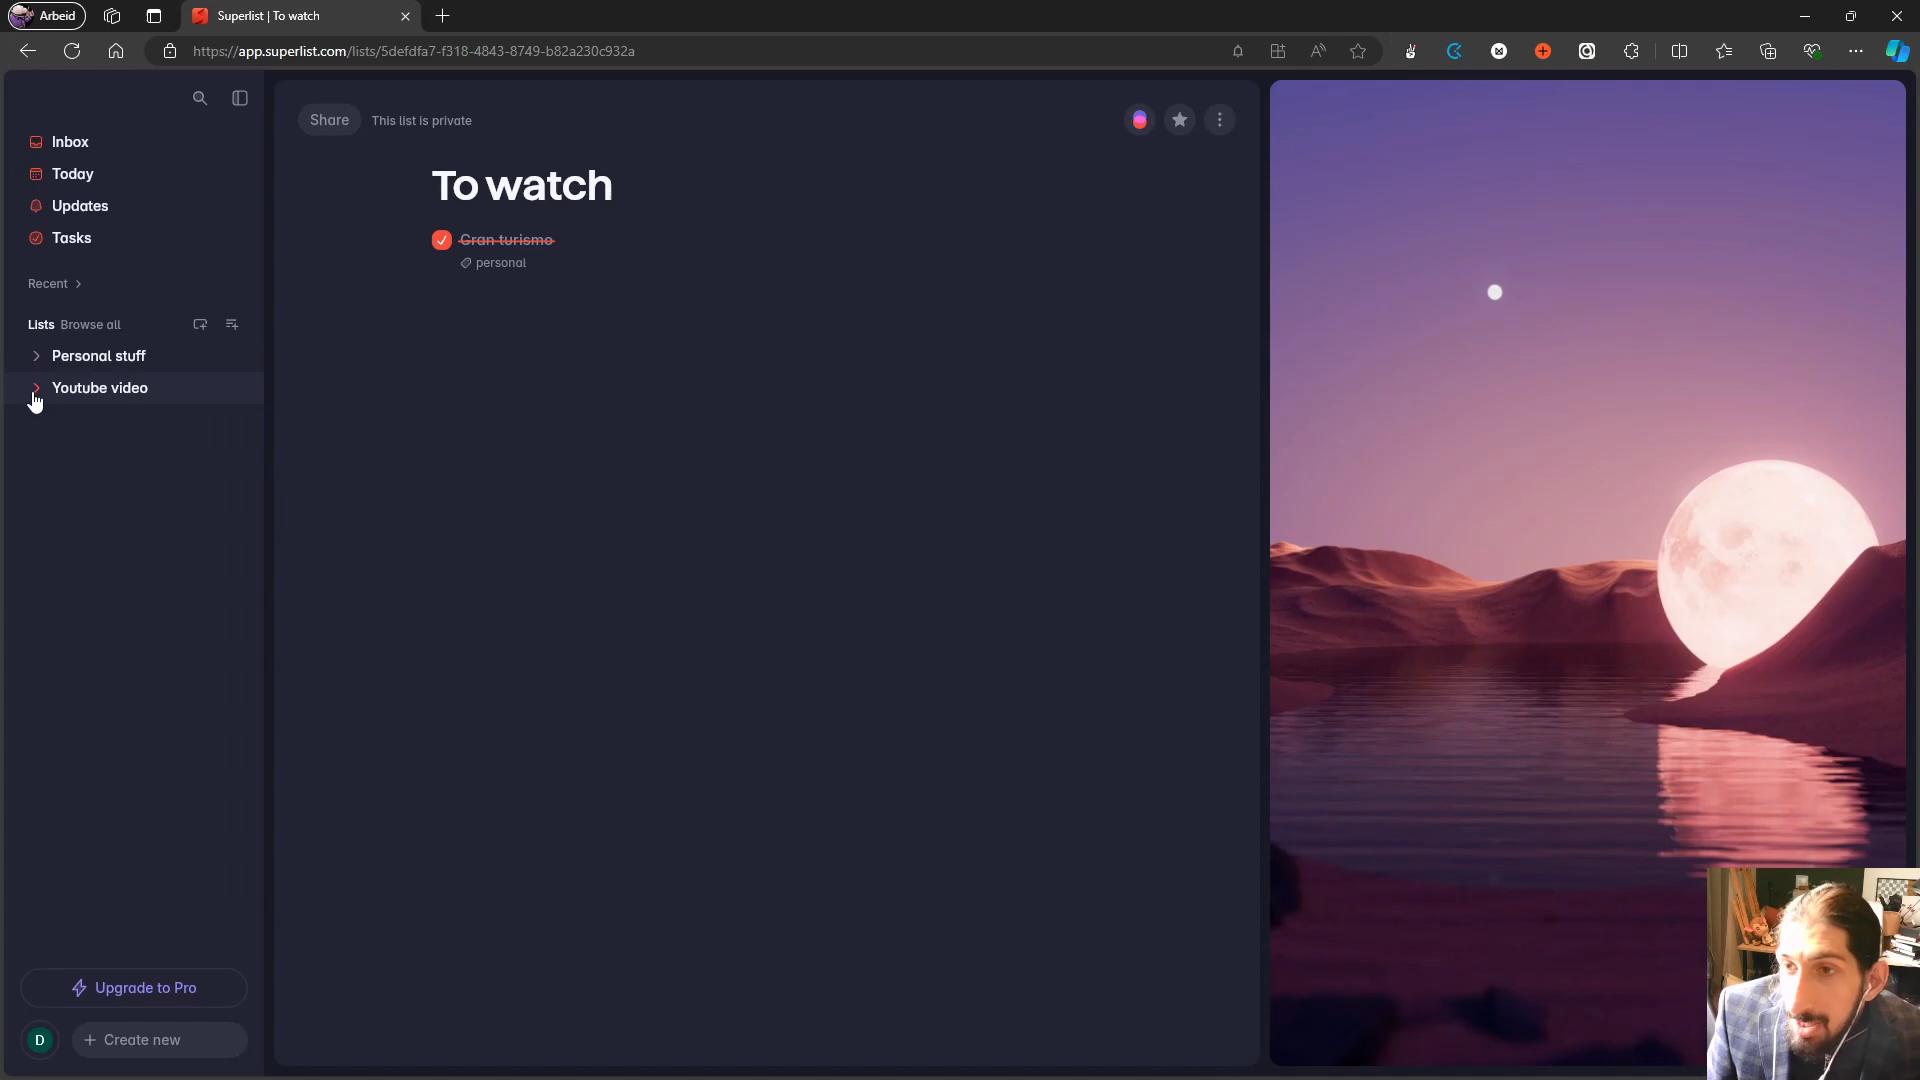 Arbeid
Superlist | To watch
https://app.superlist.com/lists/5defdfa7-f318-4843-8749-b82a230c932a
Inbox
Today
Updates
Tasks
Recent
Lists Browse all
Personal stuff
Youtube video
Upgrade to Pro
D
Create new
Share This list is private
To watch
Gran turismo
personal